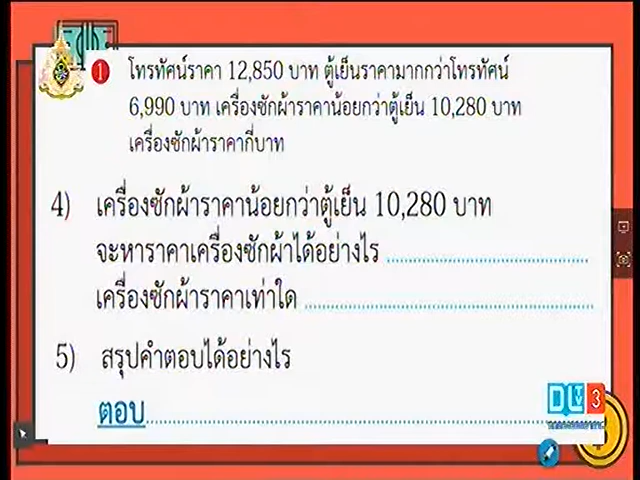 1 โทรทัศน์ราคา 12,850 บาท ตู้เย็นราคามากกว่าโทรทัศน์
6,990 บาท เครื่องซักผ้าราคาน้อยกว่าตู้เย็น 10,280 บาท
เครื่องซักผ้าราคากี่บาท
4) เครื่องซักผ้าราคาน้อยกว่าตู้เย็น 10,280 บาท
จะหาราคาเครื่องซักผ้าได้อย่างไร
เครื่องซักผ้าราคาเท่าใด
5) สรุปคำตอบได้อย่างไร
ตอบ
DLTV 3